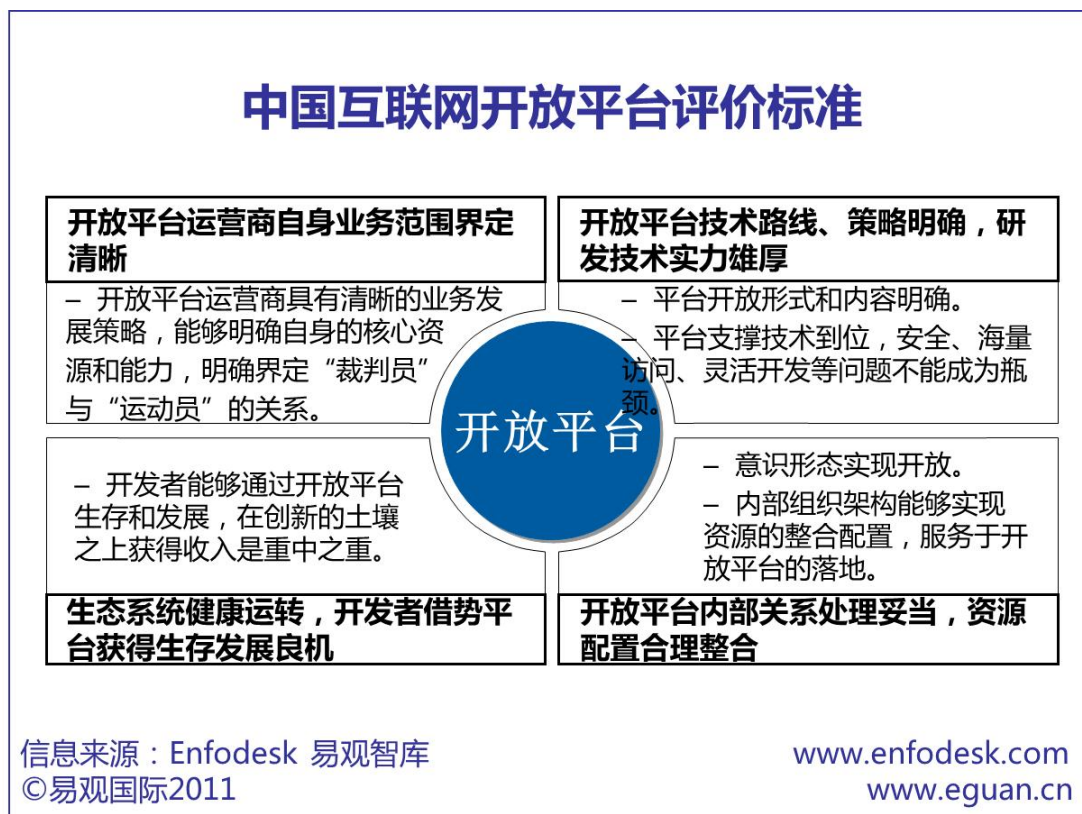 中国互联网开放平台评价标准
开放平台运营商自身业务范围界定
清晰
– 开放平台运营商具有清晰的业务发
展策略，能够明确自身的核心资
源和能力，明确界定“裁判员”
与“运动员”的关系。
开放平台技术路线、策略明确，研
发技术实力雄厚
– 平台开放形式和内容明确。
– 平台支撑技术到位，安全、海量
访问、灵活开发等问题不能成为瓶
颈。
开放平台
– 开发者能够通过开放平台
生存和发展，在创新的土壤
之上获得收入是重中之重。
生态系统健康运转，开发者借势平
台获得生存发展良机
– 意识形态实现开放。
– 内部组织架构能够实现
资源的整合配置，服务于开
放平台的落地。
开放平台内部关系处理妥当，资源
配置合理整合
信息来源：Enfodesk 易观智库
©易观国际2011
www.enfodesk.com
www.eguan.cn